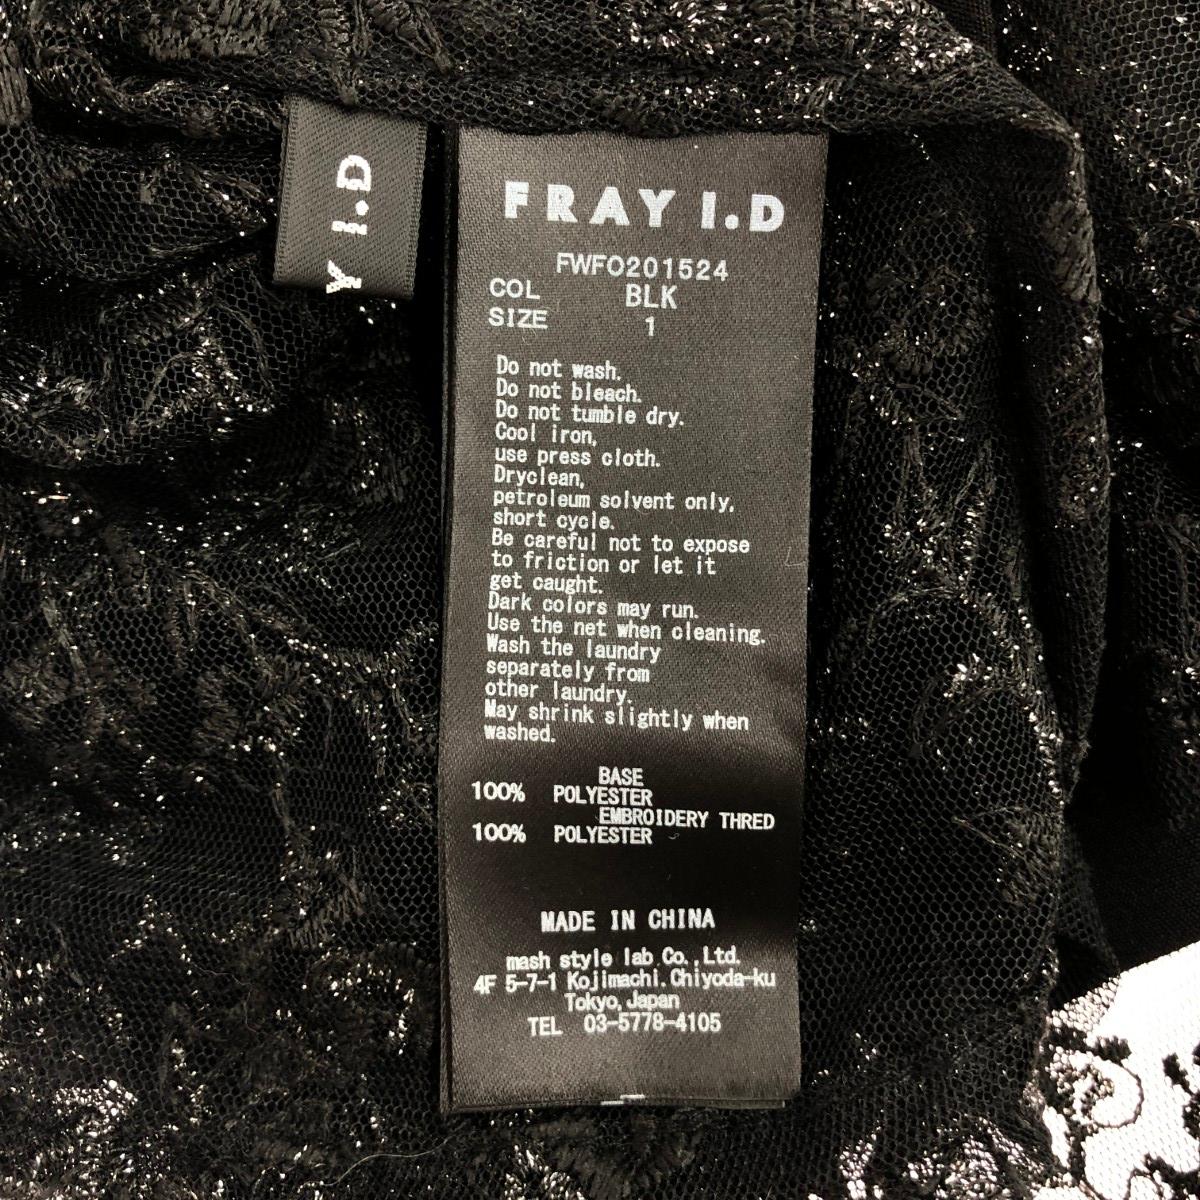 Y I.D
FRAY I.D
FWFO201524
COL BLK
SIZE 1
Do not wash.
Do not bleach.
Do not tumble dry.
Cool iron,
use press cloth.
Dryclean,
petroleum solvent only,
short cycle.
Be careful not to expose
to friction or let it
get caught.
Dark colors may run.
Use the net when cleaning.
Wash the laundry
separately from
other laundry.
May shrink slightly when
washed.
BASE
100% POLYESTER
EMBROIDERY THRED
100% POLYESTER
MADE IN CHINA
mash style lab Co.,Ltd.
4F 5-7-1 Kojimachi.Chiyoda-ku
Tokyo, Japan
TEL 03-5778-4105